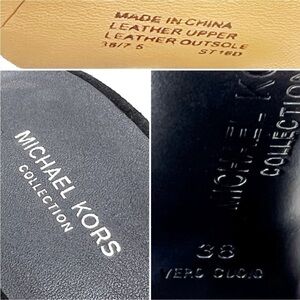 MADE IN CHINA
LEATHER UPPER
LEATHER OUTSOLE
38/7.5 ST16D
MICHAEL KORS
COLLECTION
MICHAEL KO
COLLECTION
38
VERO CUOIO